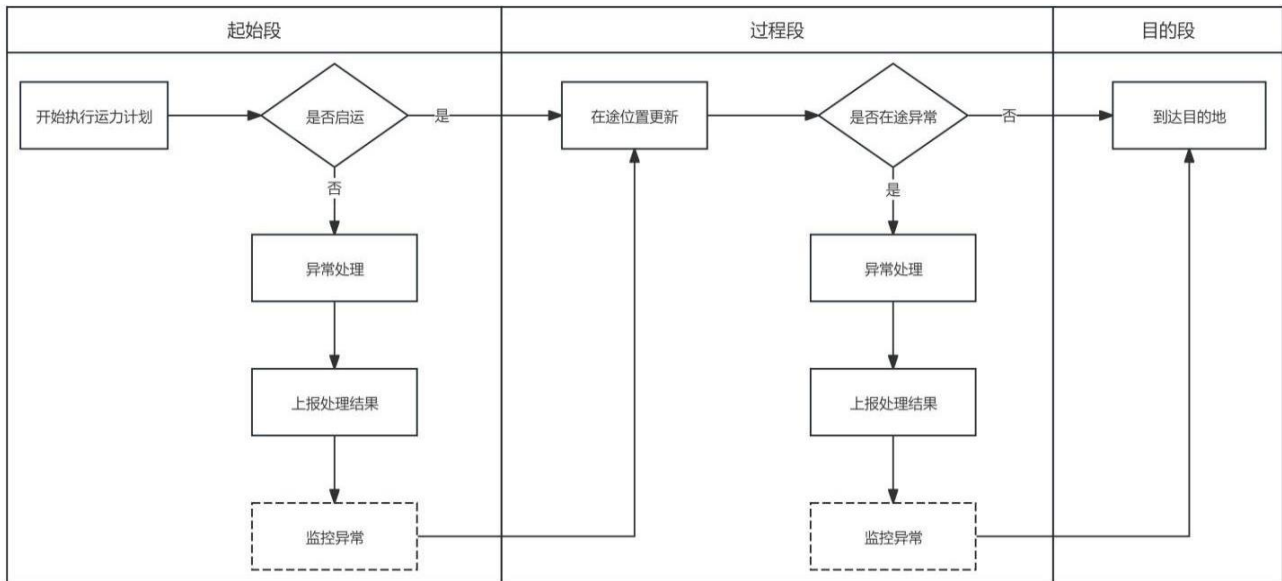 起始段
过程段
目的段
开始执行运力计划
是否启运
是
在途位置更新
是否在途异常
否
到达目的地
否
是
异常处理
异常处理
上报处理结果
上报处理结果
监控异常
监控异常